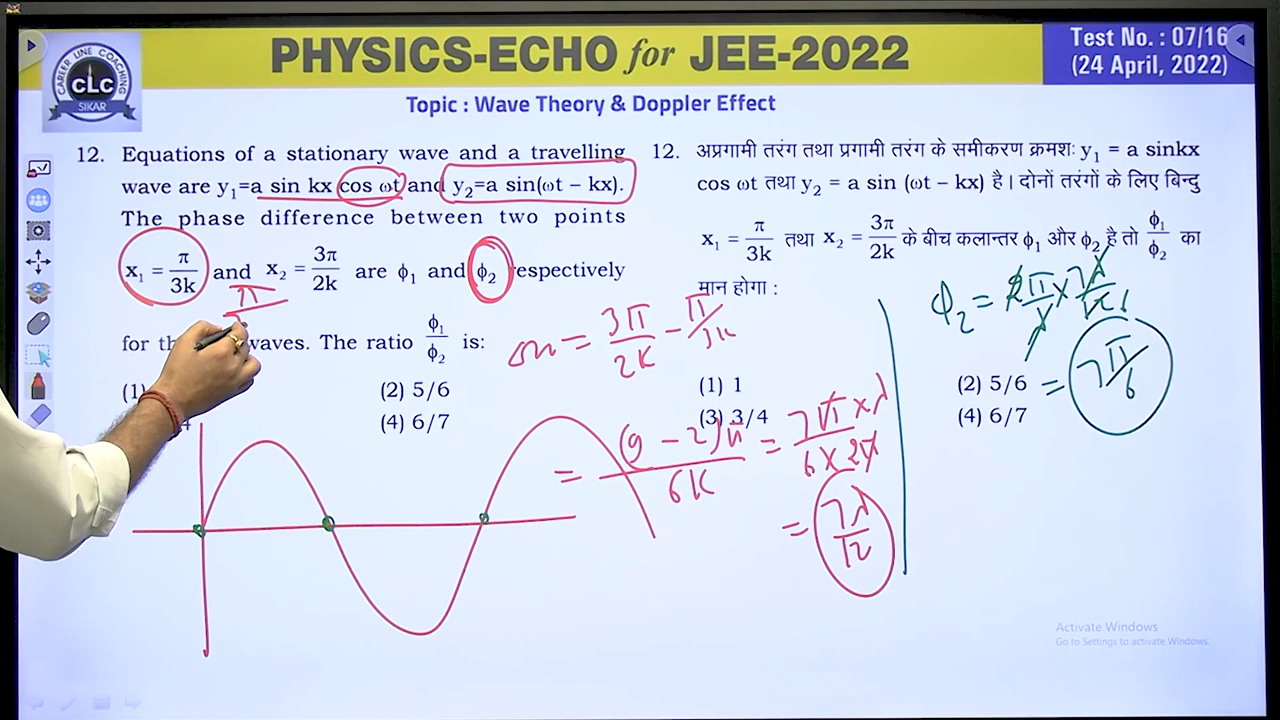 PHYSICS-ECHO for JEE-2022
Test No. : 07/16
(24 April, 2022)
CAREER LINE COACHING
CLC
SIKAR
Topic : Wave Theory & Doppler Effect
12. Equations of a stationary wave and a travelling
wave are y₁=a sin kx cos ωt and y₂=a sin(ωt – kx).
The phase difference between two points
x₁ = π/3k and x₂ = 3π/2k are ϕ₁ and ϕ₂ respectively
for th waves. The ratio ϕ₁/ϕ₂ is:
(1)
(2) 5/6
(4) 6/7
12. अप्रगामी तरंग तथा प्रगामी तरंग के समीकरण क्रमशः y₁ = a sinkx
cos ωt तथा y₂ = a sin (ωt – kx) है। दोनों तरंगों के लिए बिन्दु
x₁ = π/3k तथा x₂ = 3π/2k के बीच कलान्तर ϕ₁ और ϕ₂ है तो ϕ₁/ϕ₂ का
मान होगा :
(1) 1
(2) 5/6
(3) 3/4
(4) 6/7
π
Δx = 3π/2K – π/3K
= (9 – 2)π/6K = 7π × λ/6 × 2π
= 7λ/12
ϕ₂ = 2π/λ × 7λ/12 6
= 7π/6
Activate Windows
Go to Settings to activate Windows.